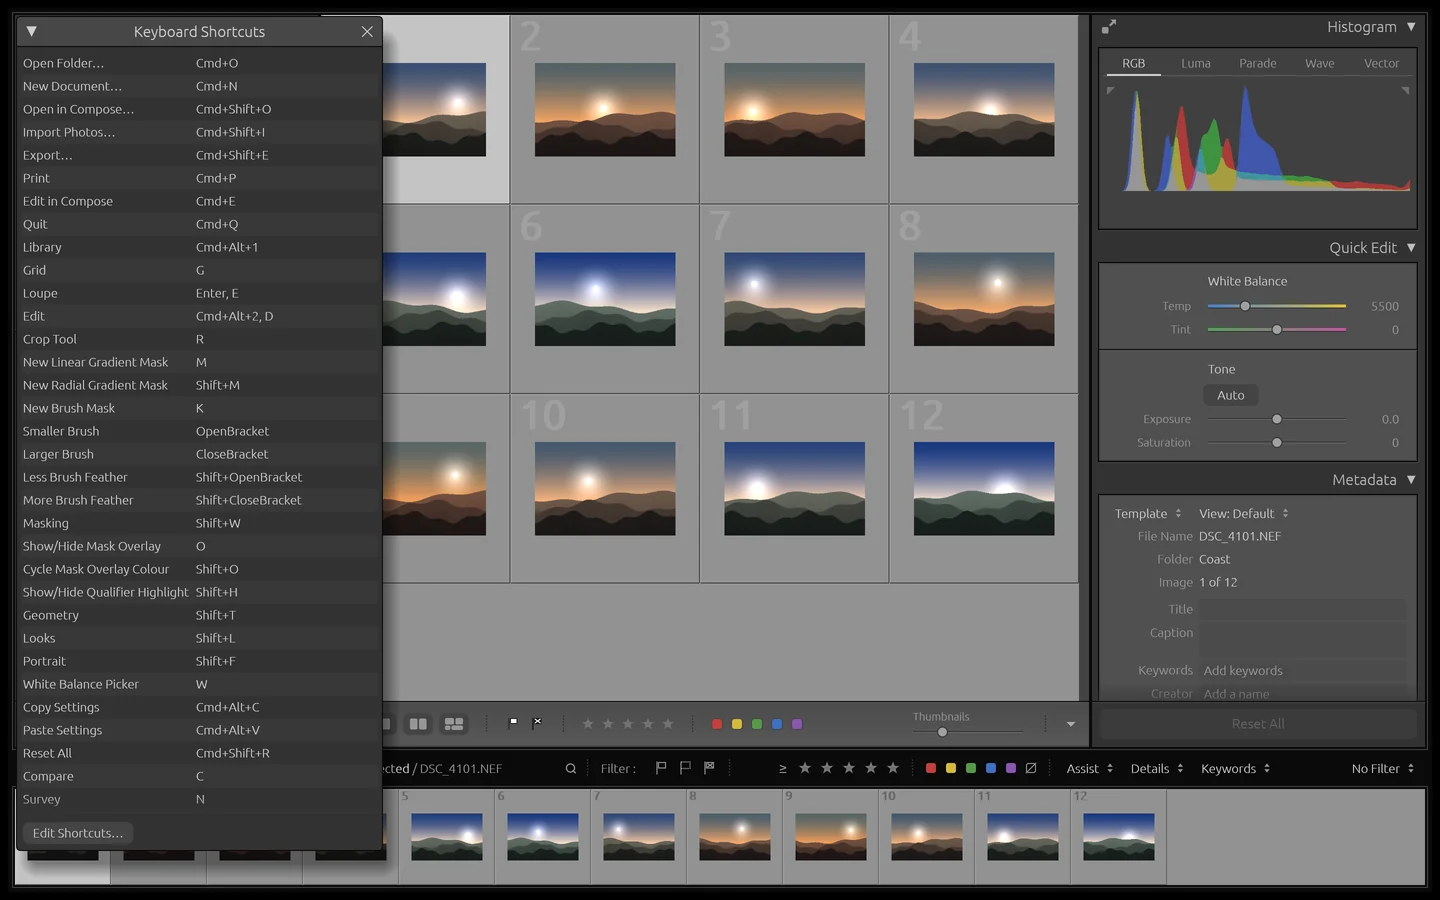 Keyboard Shortcuts
Open Folder... Cmd+O
New Document... Cmd+N
Open in Compose... Cmd+Shift+O
Import Photos... Cmd+Shift+I
Export... Cmd+Shift+E
Print Cmd+P
Edit in Compose Cmd+E
Quit Cmd+Q
Library Cmd+Alt+1
Grid G
Loupe Enter, E
Edit Cmd+Alt+2, D
Crop Tool R
New Linear Gradient Mask M
New Radial Gradient Mask Shift+M
New Brush Mask K
Smaller Brush OpenBracket
Larger Brush CloseBracket
Less Brush Feather Shift+OpenBracket
More Brush Feather Shift+CloseBracket
Masking Shift+W
Show/Hide Mask Overlay O
Cycle Mask Overlay Colour Shift+O
Show/Hide Qualifier Highlight Shift+H
Geometry Shift+T
Looks Shift+L
Portrait Shift+F
White Balance Picker W
Copy Settings Cmd+Alt+C
Paste Settings Cmd+Alt+V
Reset All Cmd+Shift+R
Compare C
Survey N
Edit Shortcuts...
2 3 4
6 7 8
10 11 12
Thumbnails
Histogram
RGB Luma Parade Wave Vector
Quick Edit
White Balance
Temp 5500
Tint 0
Tone
Auto
Exposure 0.0
Saturation 0
Metadata
Template View: Default
File Name DSC_4101.NEF
Folder Coast
Image 1 of 12
Title
Caption
Keywords Add keywords
Creator Add a name
Reset All
ected / DSC_4101.NEF Filter : ≥ Assist Details Keywords No Filter
5 6 7 8 9 10 11 12